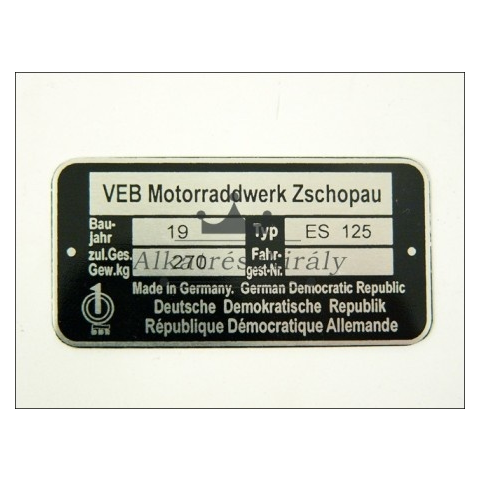 VEB Motorraddwerk Zschopau
Bau-
jahr 19 Typ ES 125
zul.Ges.
Gew.kg 270 Fahr-
gest-Nr.
Alkatrész király
Made in Germany, German Democratic Republic
Deutsche Demokratische Republik
République Démocratique Allemande